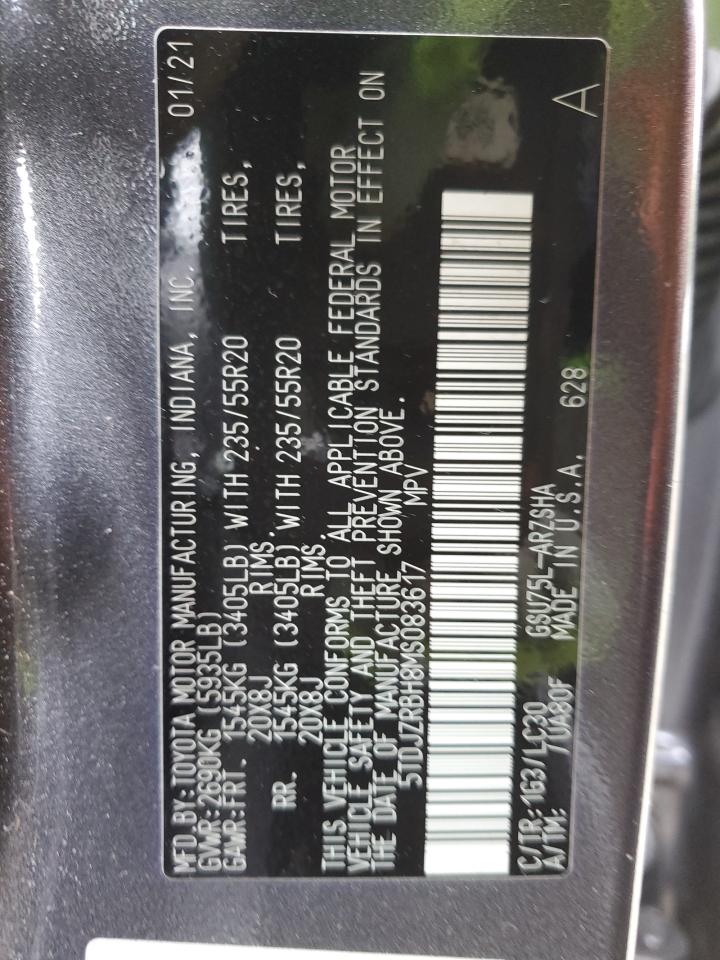 MFD.BY:TOYOTA MOTOR MANUFACTURING, INDIANA, INC. 01/21
GVWR:2690KG (5935LB)
GAWR:FRT. 1545KG (3405LB) WITH 235/55R20 TIRES,
20X8J RIMS.
RR. 1545KG (3405LB) WITH 235/55R20 TIRES,
20X8J RIMS.
THIS VEHICLE CONFORMS TO ALL APPLICABLE FEDERAL MOTOR
VEHICLE SAFETY AND THEFT PREVENTION STANDARDS IN EFFECT ON
THE DATE OF MANUFACTURE SHOWN ABOVE.
5TDJZRBH8MS083617 MPV
C/TR:1G3/LC30 GSU75L-ARZSHA 628
A/TM: 7UA80F MADE IN U.S.A. A